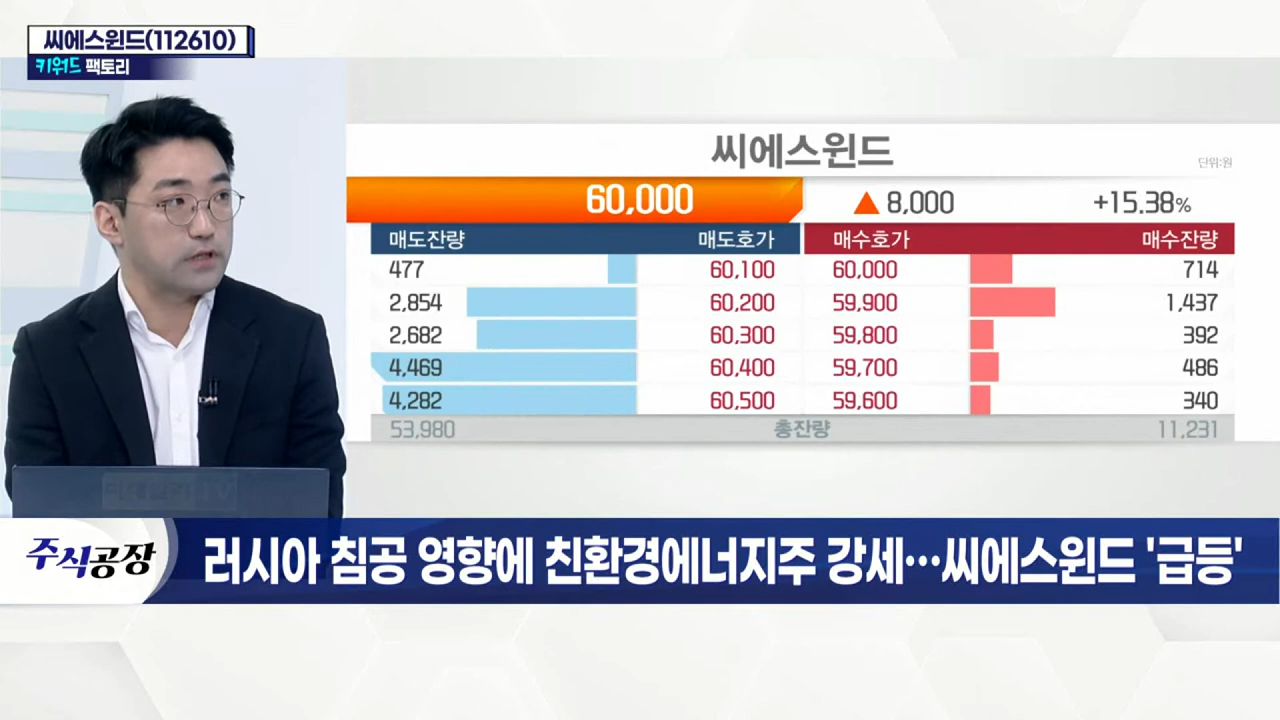 씨에스윈드(112610)
키워드 팩토리
씨에스윈드
단위:원
60,000 ▲ 8,000 +15.38%
매도잔량 매도호가 매수호가 매수잔량
477 60,100 60,000 714
2,854 60,200 59,900 1,437
2,682 60,300 59,800 392
4,469 60,400 59,700 486
4,282 60,500 59,600 340
53,980 총잔량 11,231
주식공장
러시아 침공 영향에 친환경에너지주 강세…씨에스윈드 '급등'